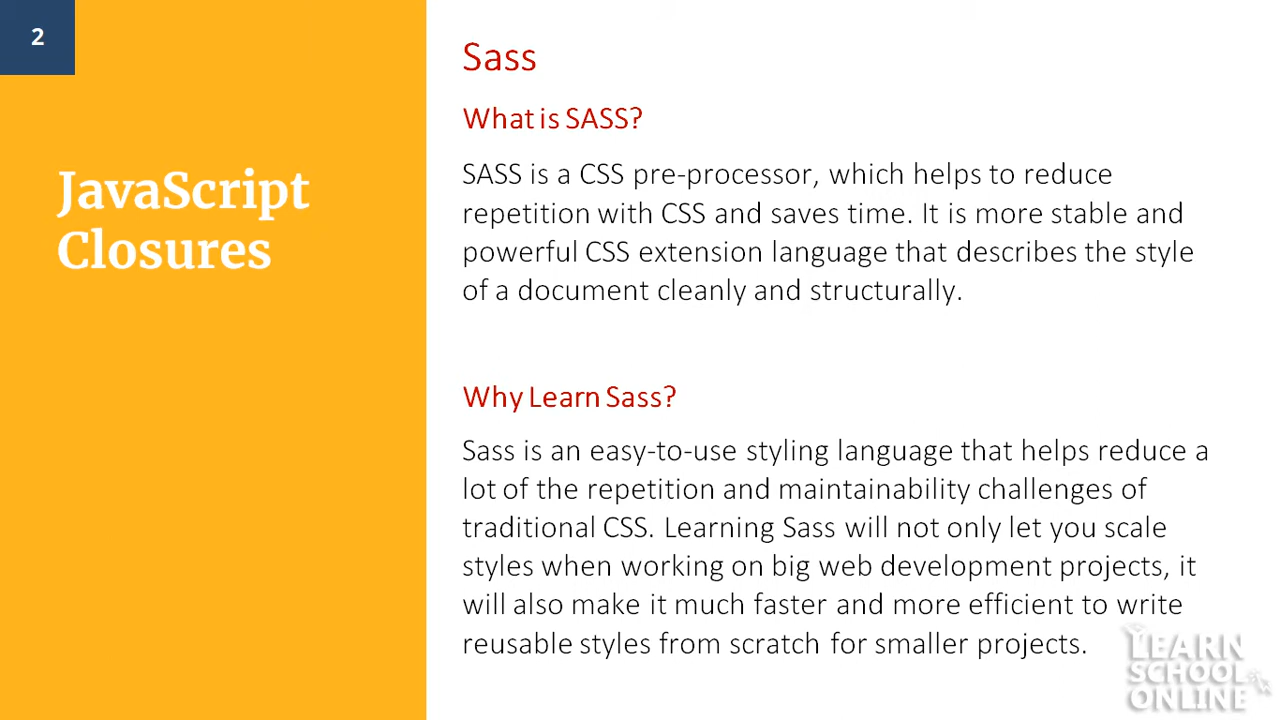 2
JavaScript
Closures
Sass
What is SASS?
SASS is a CSS pre-processor, which helps to reduce
repetition with CSS and saves time. It is more stable and
powerful CSS extension language that describes the style
of a document cleanly and structurally.
Why Learn Sass?
Sass is an easy-to-use styling language that helps reduce a
lot of the repetition and maintainability challenges of
traditional CSS. Learning Sass will not only let you scale
styles when working on big web development projects, it
will also make it much faster and more efficient to write
reusable styles from scratch for smaller projects.
LEARN
SCHOOL
ONLINE